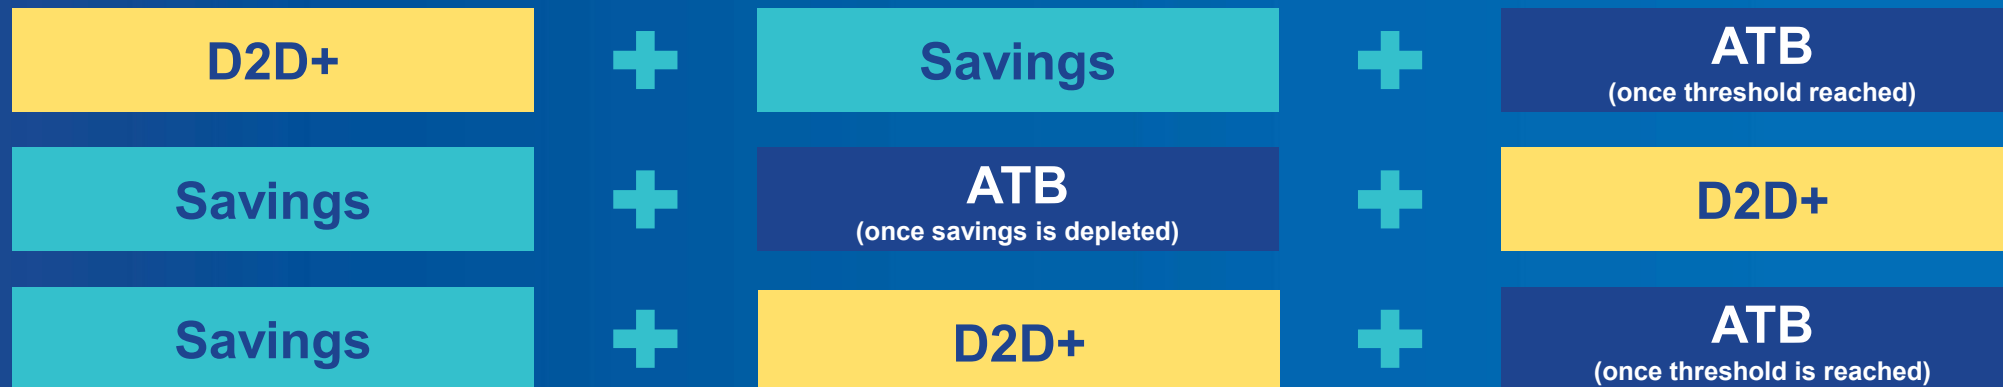 D2D+ Savings ATB
(once threshold reached)
Savings ATB D2D+
(once savings is depleted)
Savings D2D+ ATB
(once threshold is reached)